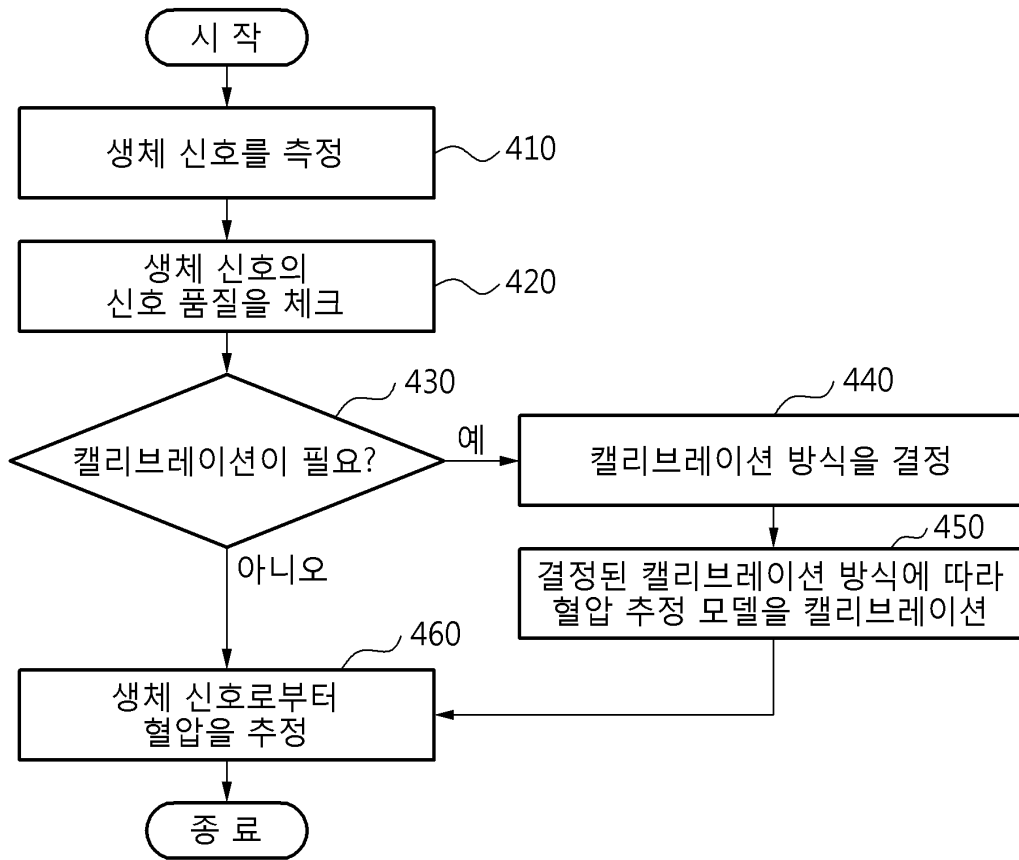 시 작
생체 신호를 측정
410
생체 신호의
신호 품질을 체크
420
캘리브레이션이 필요?
430
예
아니오
캘리브레이션 방식을 결정
440
결정된 캘리브레이션 방식에 따라
혈압 추정 모델을 캘리브레이션
450
생체 신호로부터
혈압을 추정
460
종 료